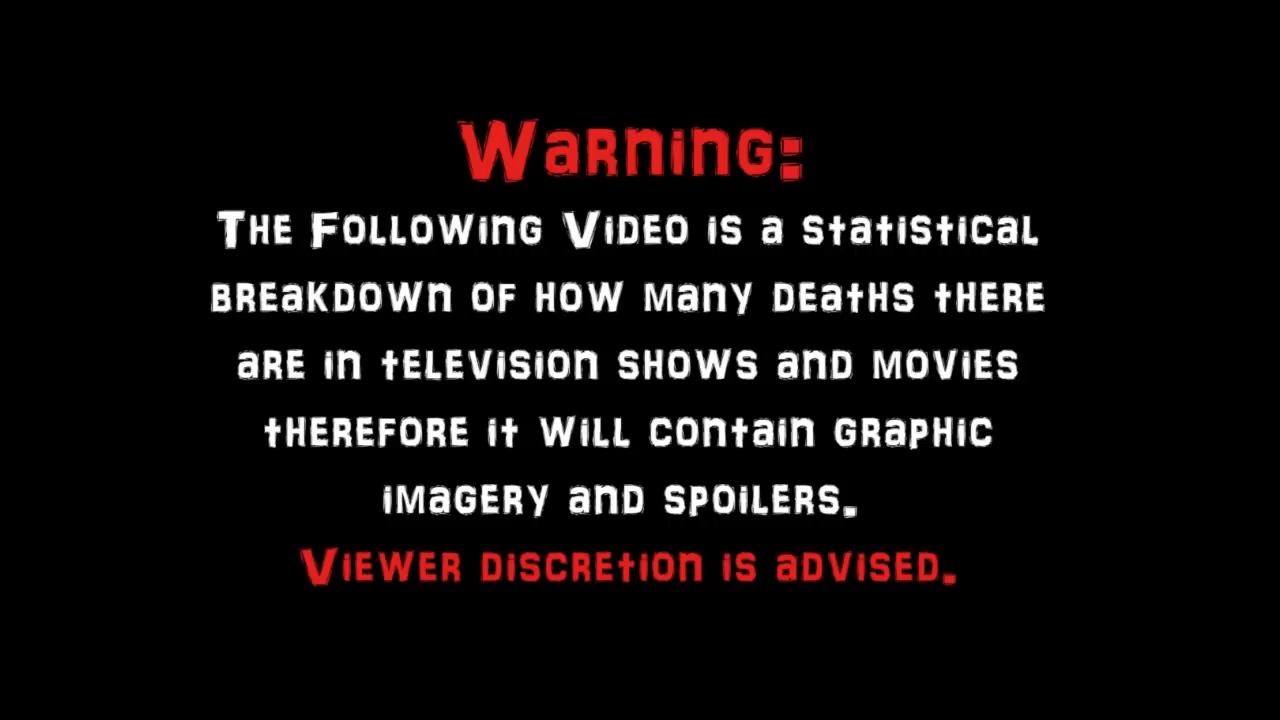 Warning:
The Following Video is a statistical
breakdown of how many deaths there
are in television shows and movies
therefore it will contain graphic
imagery and spoilers.
Viewer discretion is advised.